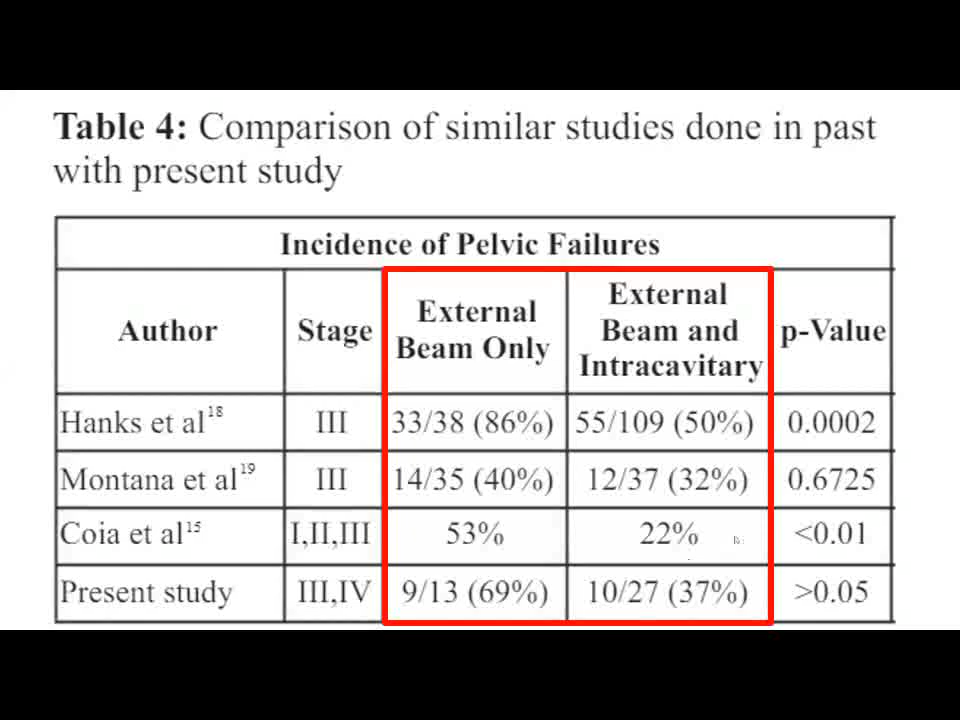 Table 4: Comparison of similar studies done in past
with present study
Incidence of Pelvic Failures
Author Stage External Beam Only External Beam and Intracavitary p-Value
Hanks et al18 III 33/38 (86%) 55/109 (50%) 0.0002
Montana et al19 III 14/35 (40%) 12/37 (32%) 0.6725
Coia et al15 I,II,III 53% 22% <0.01
Present study III,IV 9/13 (69%) 10/27 (37%) >0.05